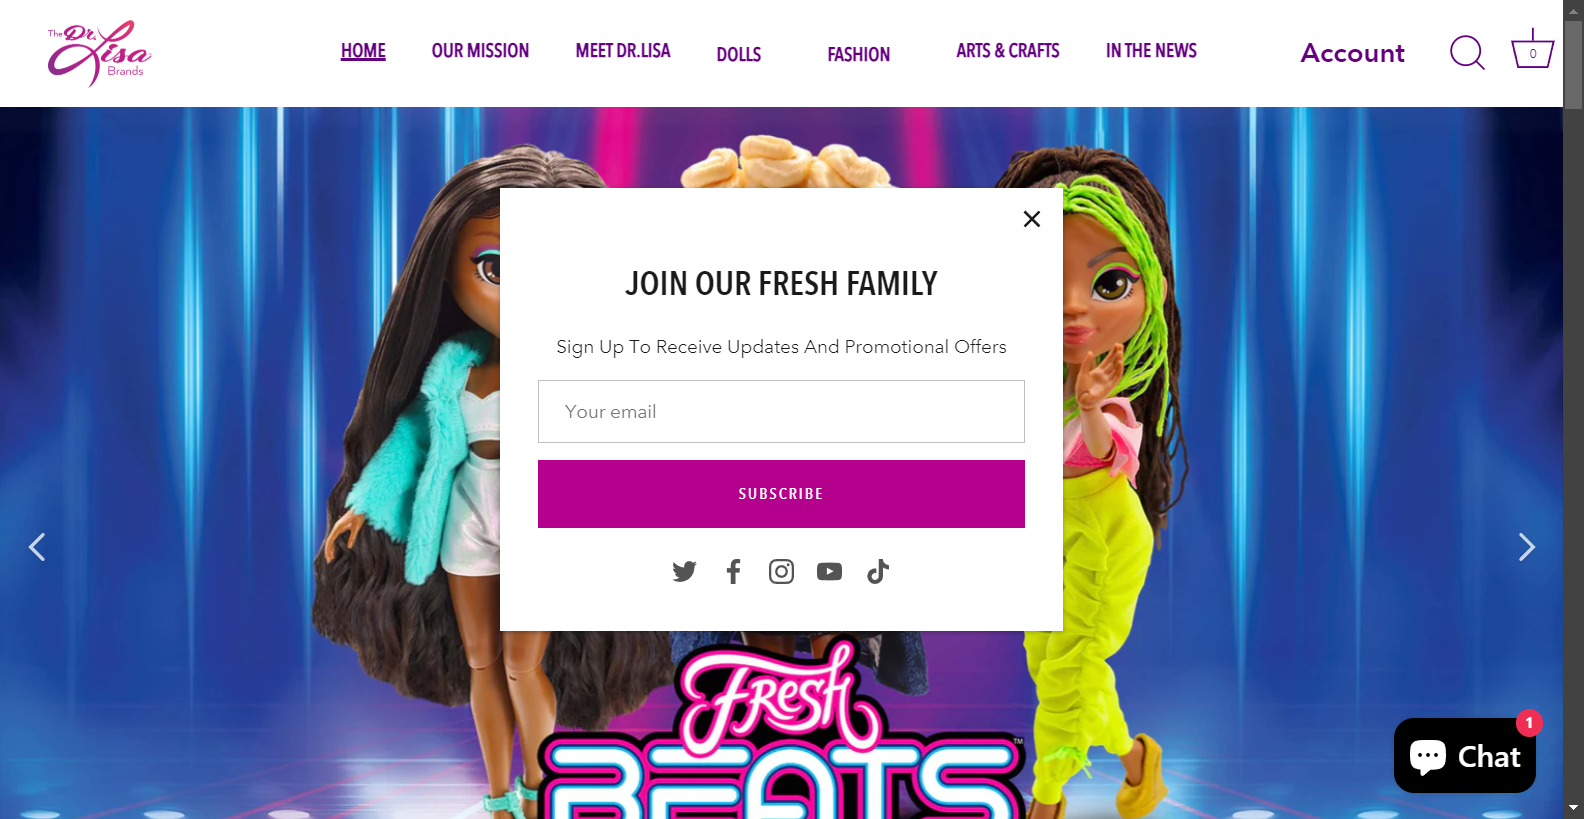 The Dr. Lisa Brands
HOME
OUR MISSION
MEET DR.LISA
DOLLS
FASHION
ARTS & CRAFTS
IN THE NEWS
Account
0
JOIN OUR FRESH FAMILY
Sign Up To Receive Updates And Promotional Offers
Your email
SUBSCRIBE
FRESH
BEATS
TM
1
Chat